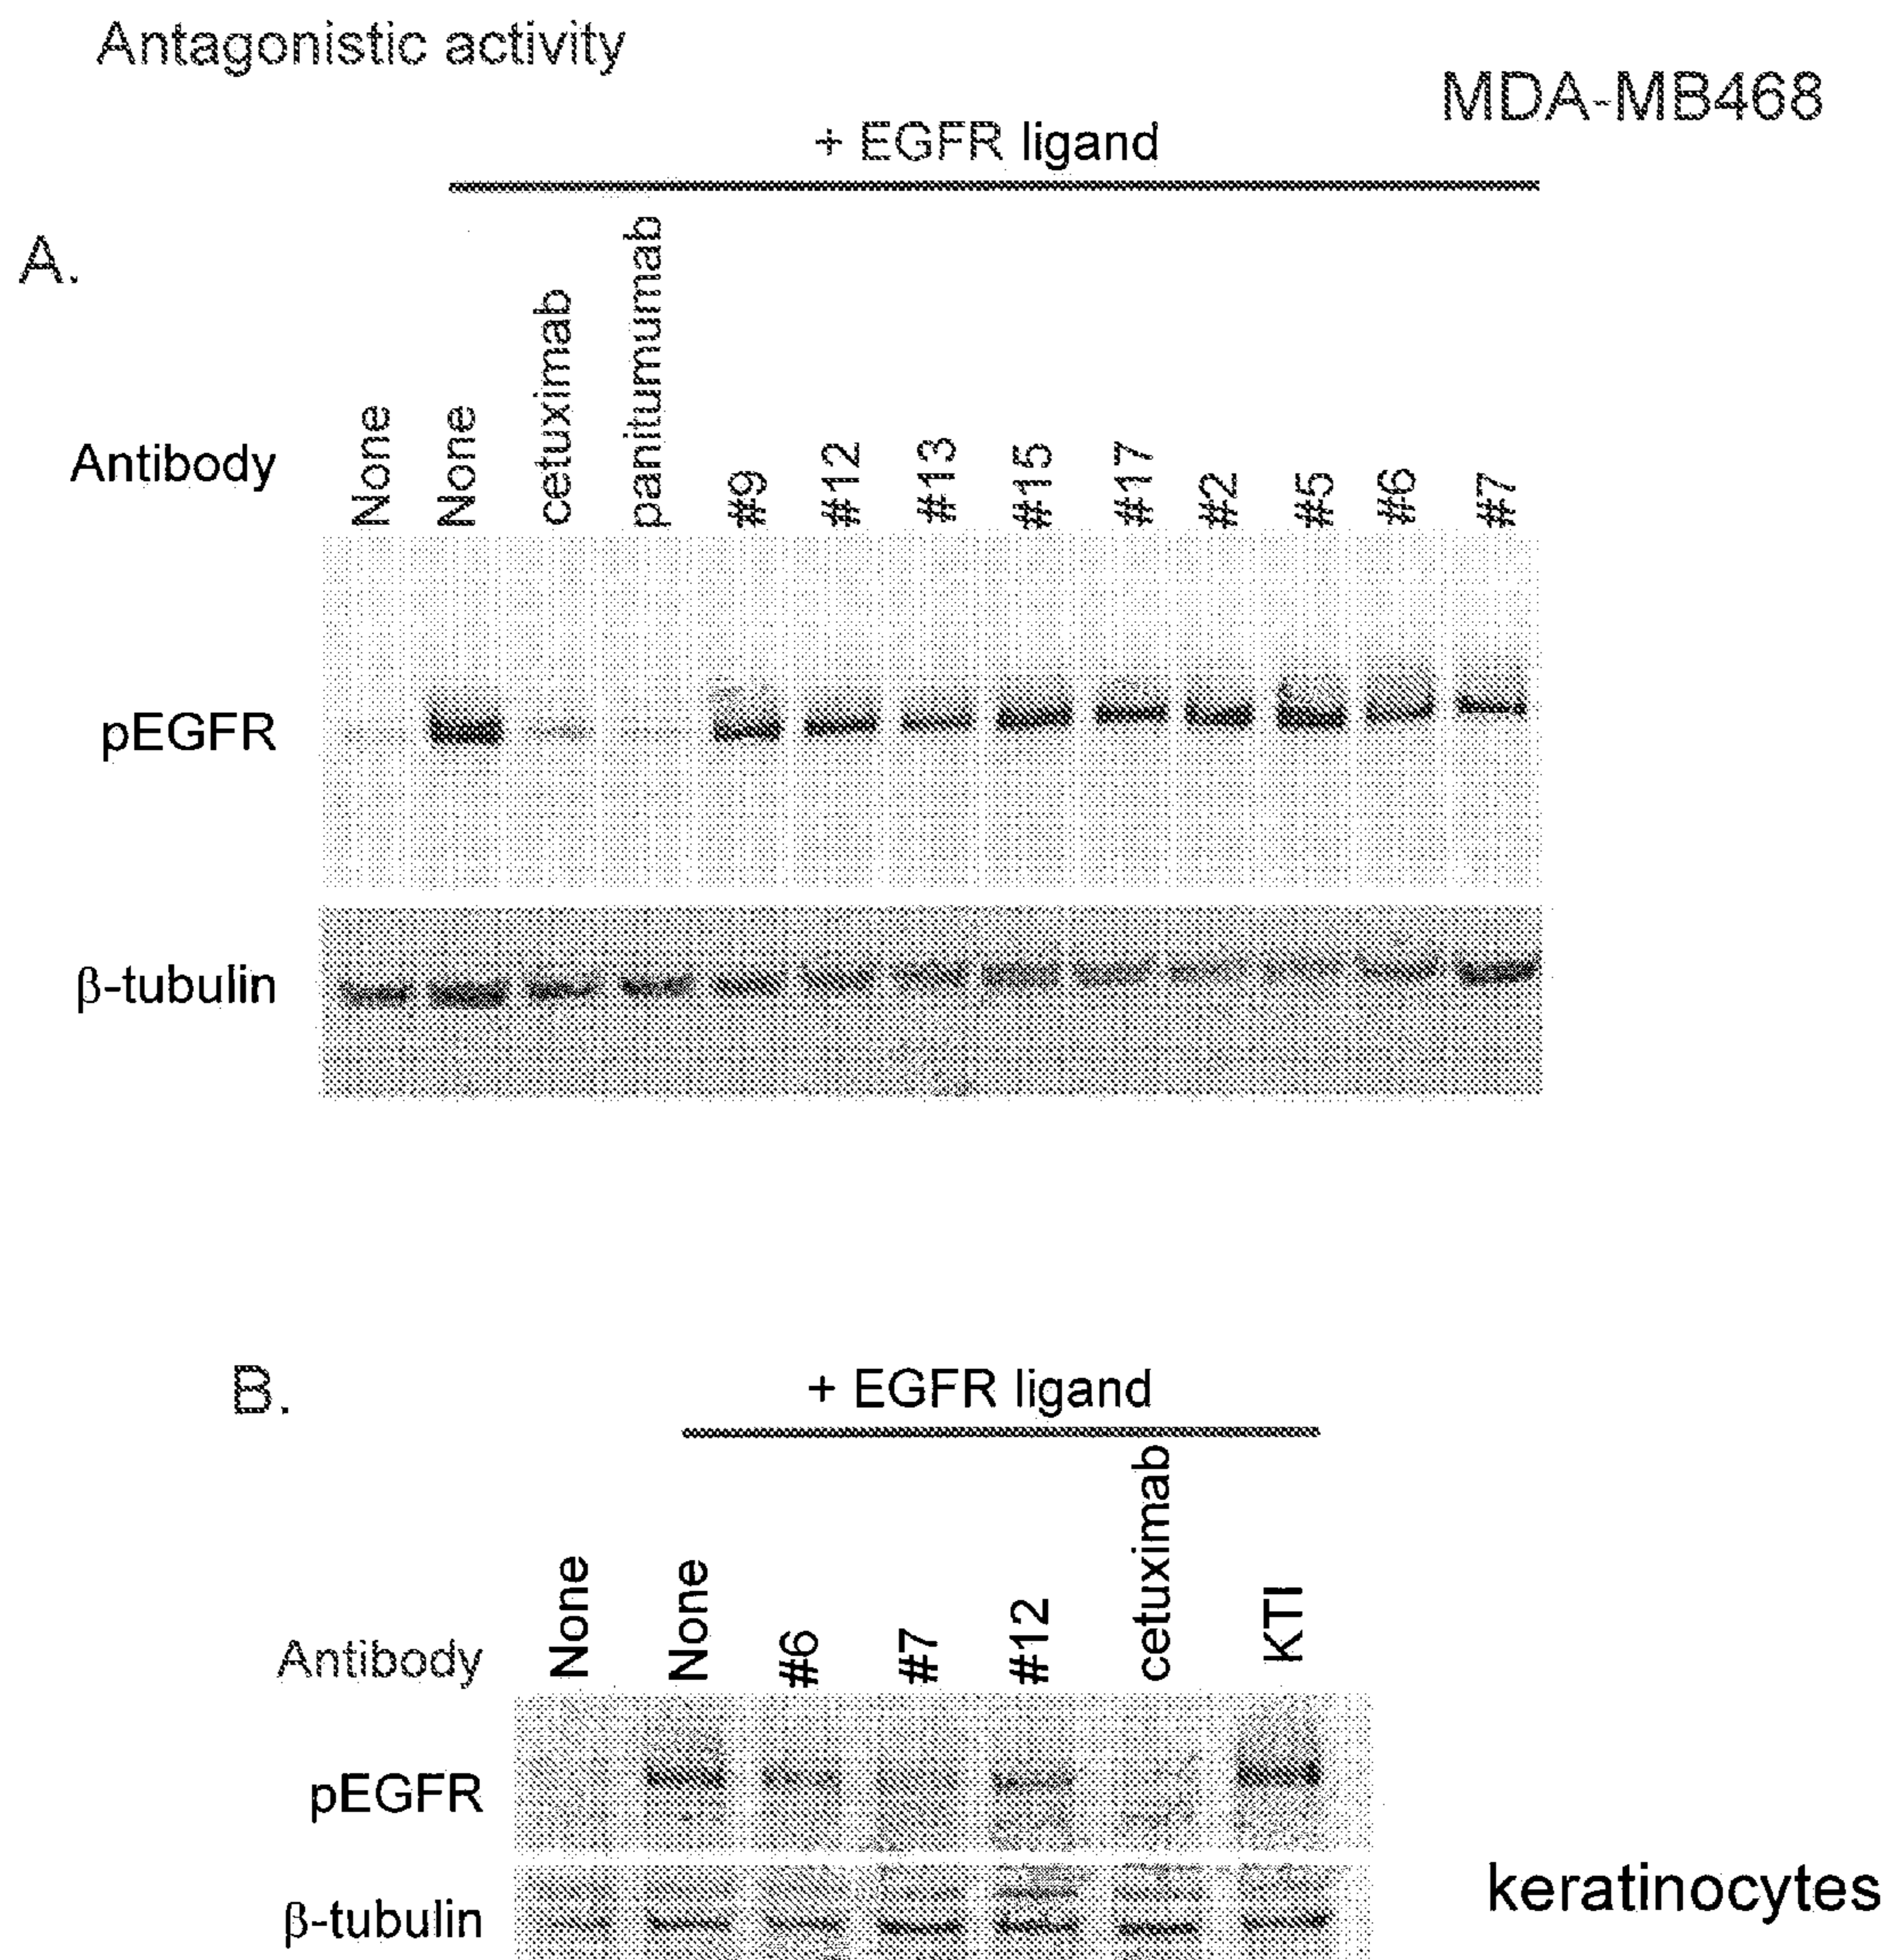 Antagonistic activity
MDA-MB468
+ EGFR ligand
A.
Antibody
None
None
cetuximab
panitumumab
#9
#12
#13
#15
#17
#2
#5
#6
#7
pEGFR
β-tubulin
B.
+ EGFR ligand
Antibody
None
None
#6
#7
#12
cetuximab
KTI
pEGFR
β-tubulin
keratinocytes